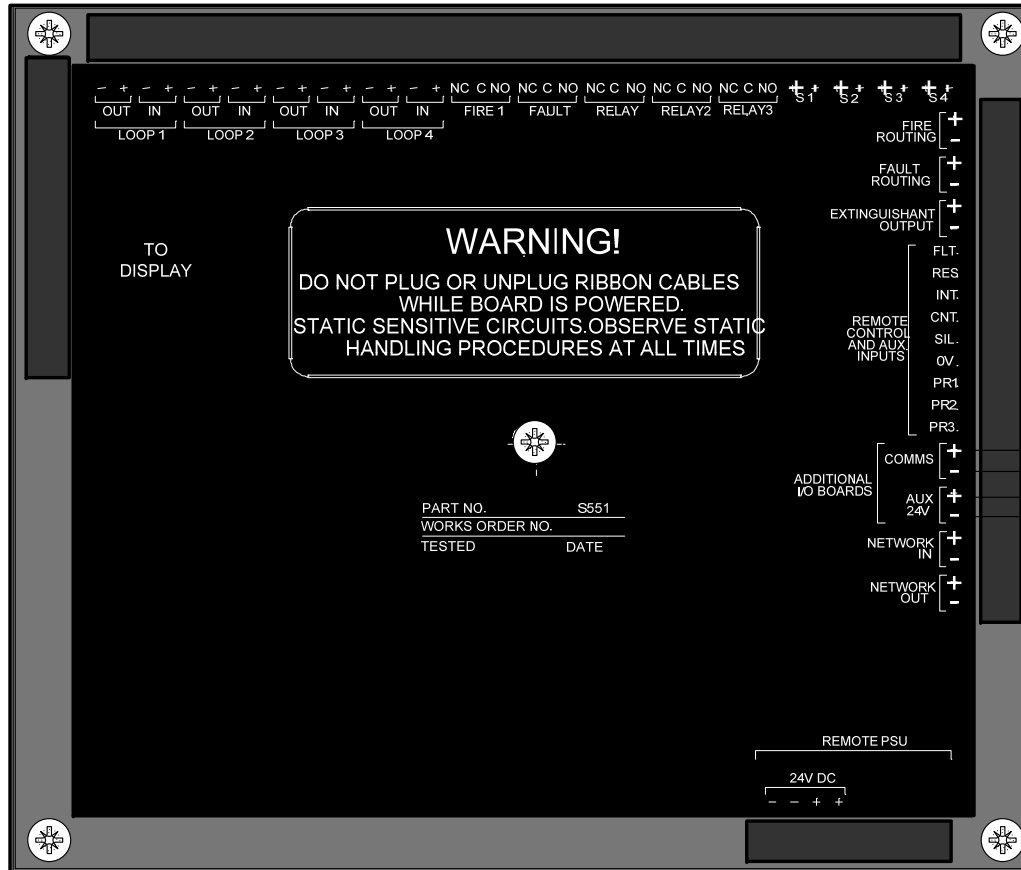 - + - + - + - + - + - + - + - + NC C NO NC C NO NC C NO NC C NO NC C NO + - + - + - + -
OUT IN OUT IN OUT IN OUT IN FIRE 1 FAULT RELAY RELAY2 RELAY3 S1 S2 S3 S4
LOOP 1 LOOP 2 LOOP 3 LOOP 4
FIRE +
ROUTING -
FAULT +
ROUTING -
EXTINGUISHANT +
OUTPUT -
TO
DISPLAY
WARNING!
DO NOT PLUG OR UNPLUG RIBBON CABLES
WHILE BOARD IS POWERED.
STATIC SENSITIVE CIRCUITS.OBSERVE STATIC
HANDLING PROCEDURES AT ALL TIMES
REMOTE
CONTROL
AND AUX.
INPUTS
FLT.
RES.
INT.
CNT.
SIL.
0V.
PR1.
PR2.
PR3.
ADDITIONAL
I/O BOARDS
COMMS +
-
AUX +
24V -
PART NO. S551
WORKS ORDER NO.
TESTED DATE
NETWORK +
IN -
NETWORK +
OUT -
REMOTE PSU
24V DC
- - + +